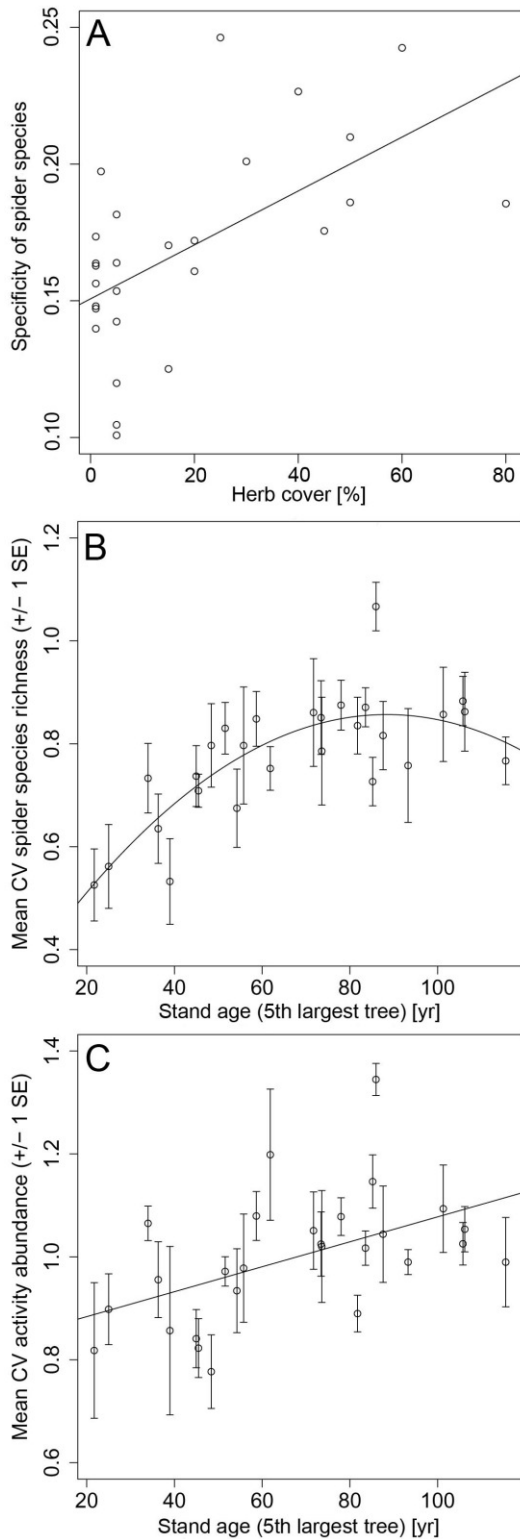 A
Specificity of spider species
0.25
0.20
0.15
0.10
0 20 40 60 80
Herb cover [%]
B
Mean CV spider species richness (+/− 1 SE)
1.2
1.0
0.8
0.6
0.4
20 40 60 80 100
Stand age (5th largest tree) [yr]
C
Mean CV activity abundance (+/− 1 SE)
1.4
1.2
1.0
0.8
0.6
20 40 60 80 100
Stand age (5th largest tree) [yr]